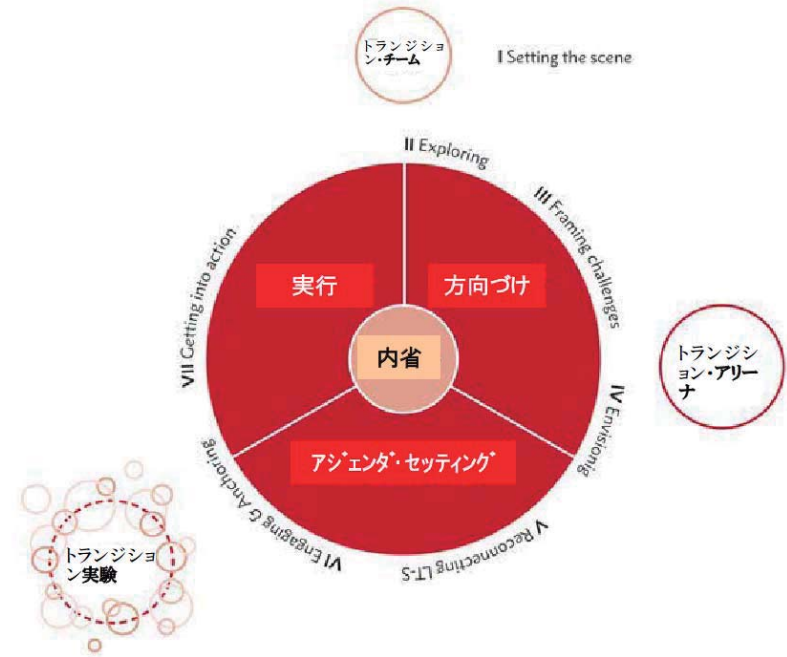 トランジショ
ン・チーム
I Setting the scene
II Exploring
III Framing challenges
IV Envisionig
V Reconnecting LT-S
VI Engaging & Anchoring
VII Getting into action
実行
方向づけ
内省
アジェンダ・セッティング
トランジシ
ョン・アリー
ナ
トランジショ
ン実験